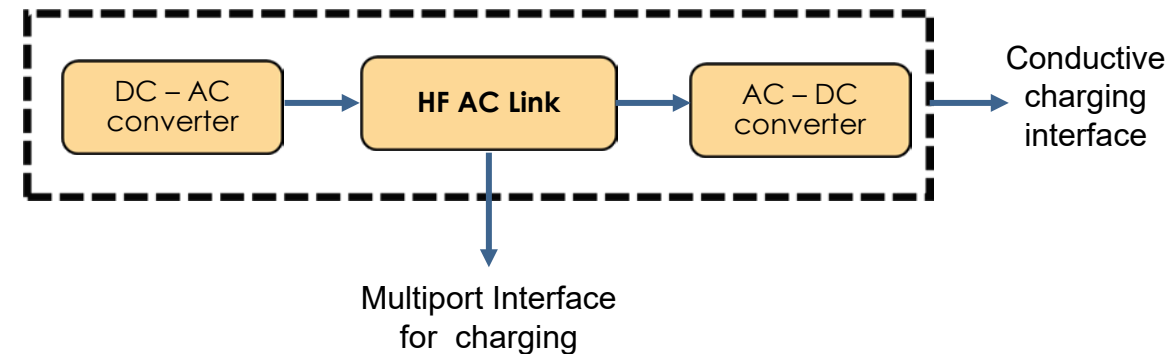 DC – AC
converter
HF AC Link
AC – DC
converter
Conductive
charging
interface
Multiport Interface
for charging